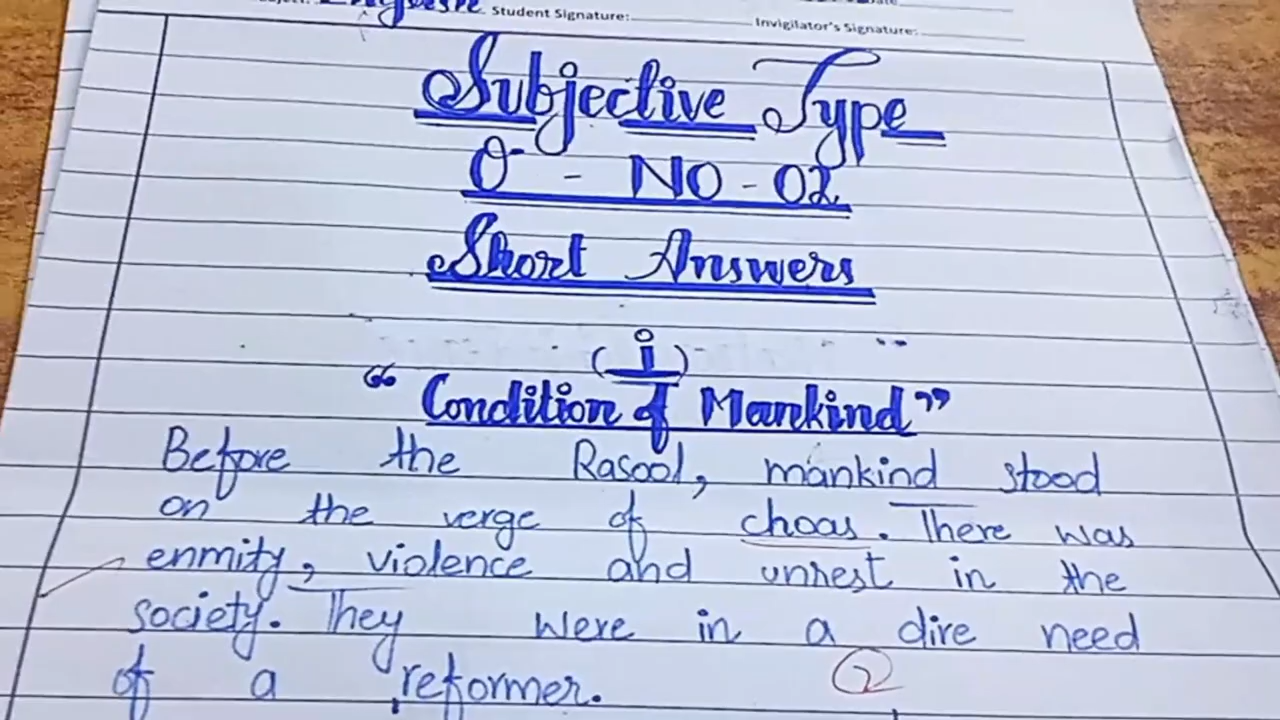 English Student Signature: Invigilator's Signature:
Subjective Type
Q - NO - 02
Short Answers
(i)
“Condition of Mankind”
Before the Rasool, mankind stood
on the verge of choas. There was
enmity, violence and unrest in the
society. They were in a dire need
of a reformer. 2